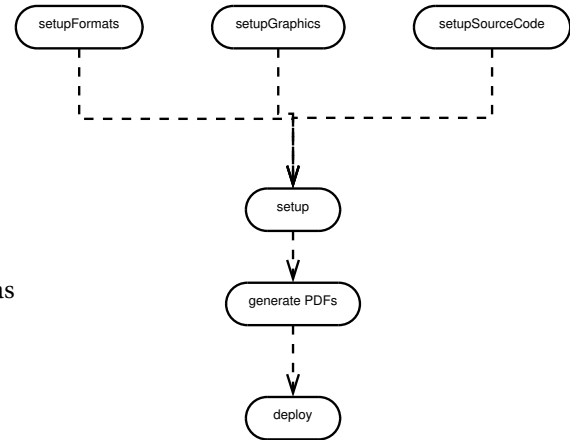 setupFormats setupGraphics setupSourceCode
setup
generate PDFs
deploy